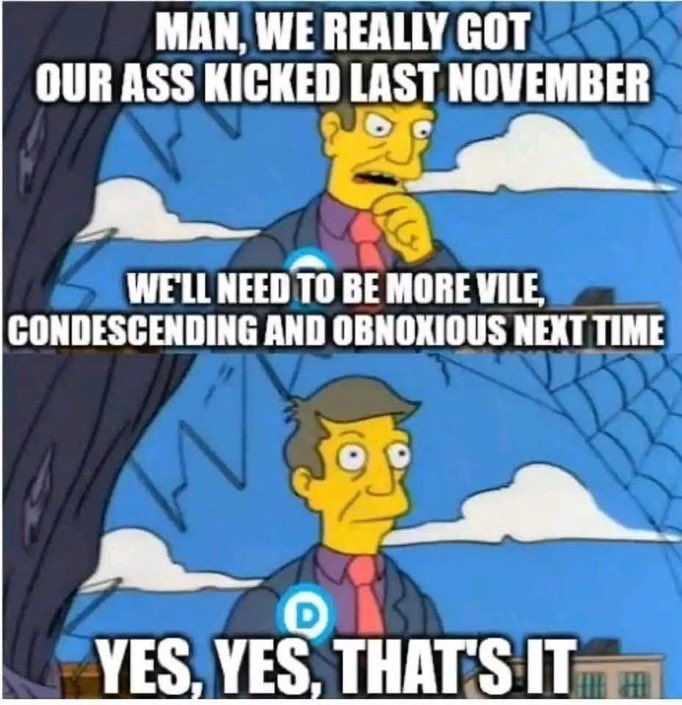 MAN, WE REALLY GOT
OUR ASS KICKED LAST NOVEMBER
WE'LL NEED TO BE MORE VILE,
CONDESCENDING AND OBNOXIOUS NEXT TIME
D
YES, YES, THAT'S IT